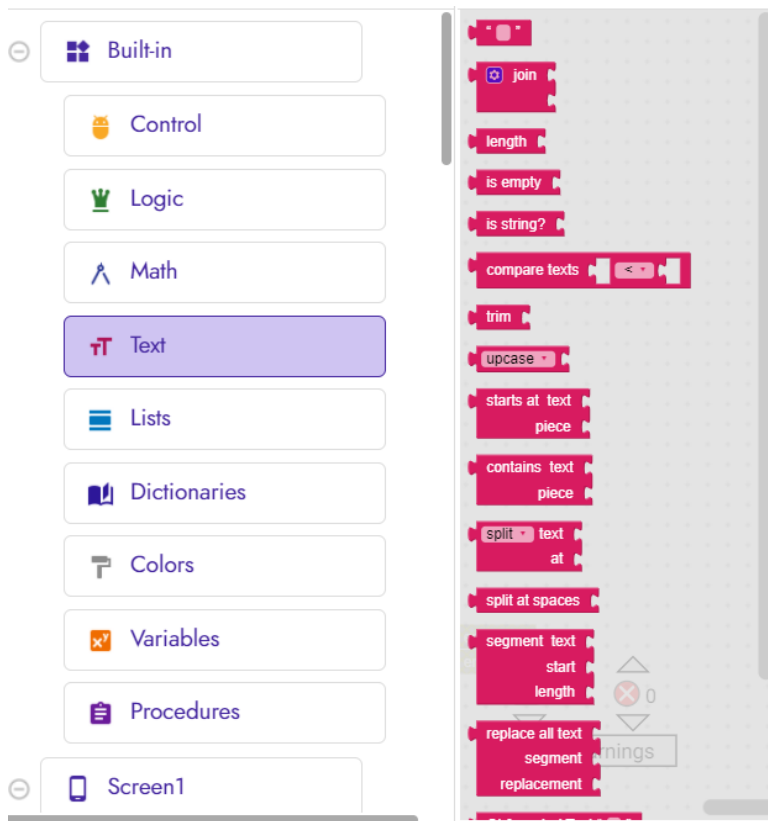 Built-in
Control
Logic
Math
Text
Lists
Dictionaries
Colors
Variables
Procedures
Screen1
" "
join
length
is empty
is string?
compare texts <
trim
upcase
starts at text
piece
contains text
piece
split text
at
split at spaces
segment text
start
length
0
replace all text
segment
replacement